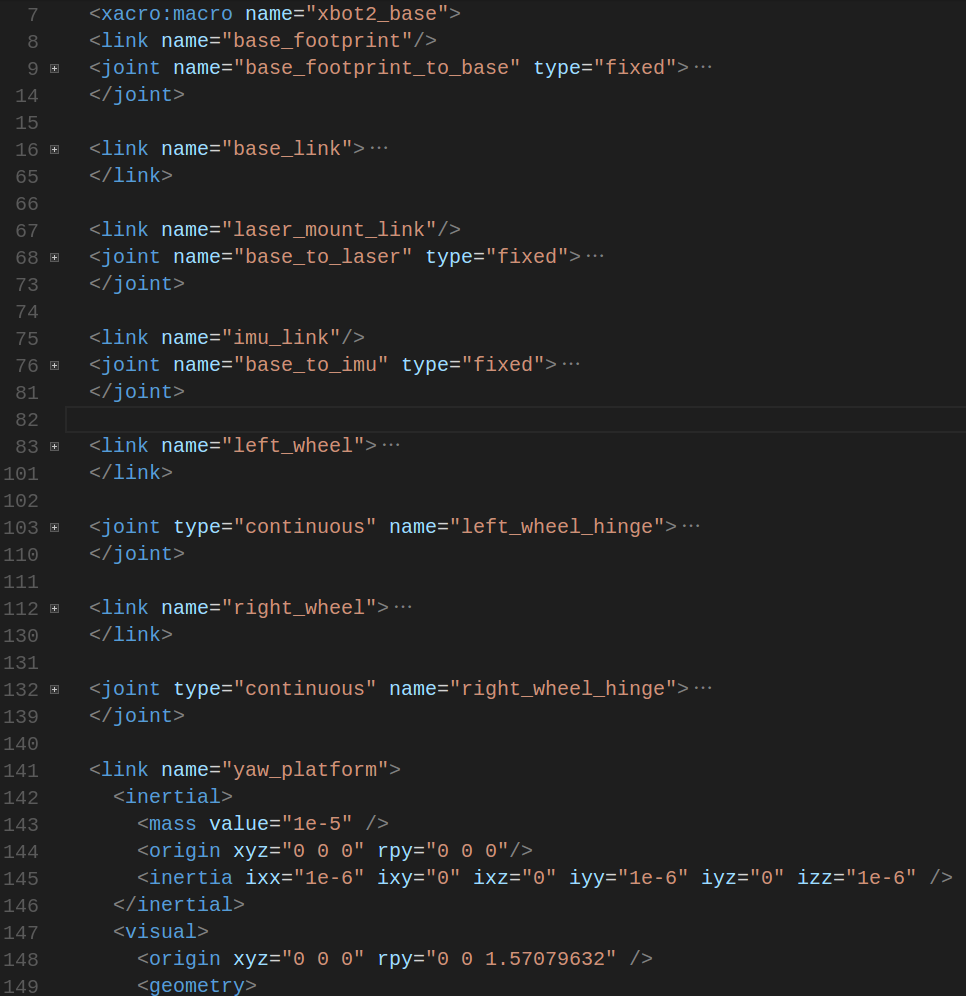 7 <xacro:macro name="xbot2_base">
8 <link name="base_footprint"/>
9 <joint name="base_footprint_to_base" type="fixed">···
14 </joint>
15
16 <link name="base_link">···
65 </link>
66
67 <link name="laser_mount_link"/>
68 <joint name="base_to_laser" type="fixed">···
73 </joint>
74
75 <link name="imu_link"/>
76 <joint name="base_to_imu" type="fixed">···
81 </joint>
82
83 <link name="left_wheel">···
101 </link>
102
103 <joint type="continuous" name="left_wheel_hinge">···
110 </joint>
111
112 <link name="right_wheel">···
130 </link>
131
132 <joint type="continuous" name="right_wheel_hinge">···
139 </joint>
140
141 <link name="yaw_platform">
142 <inertial>
143 <mass value="1e-5" />
144 <origin xyz="0 0 0" rpy="0 0 0"/>
145 <inertia ixx="1e-6" ixy="0" ixz="0" iyy="1e-6" iyz="0" izz="1e-6" />
146 </inertial>
147 <visual>
148 <origin xyz="0 0 0" rpy="0 0 1.57079632" />
149 <geometry>